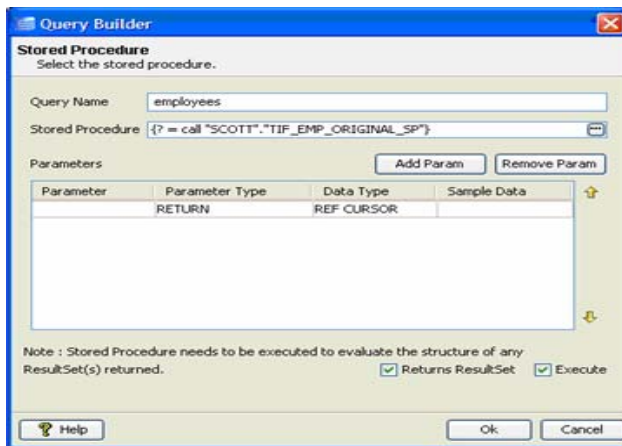 Query Builder
Stored Procedure
Select the stored procedure.
Query Name employees
Stored Procedure {? = call "SCOTT"."TIF_EMP_ORIGINAL_SP"}
Parameters Add Param Remove Param
Parameter Parameter Type Data Type Sample Data
RETURN REF CURSOR
Note : Stored Procedure needs to be executed to evaluate the structure of any
ResultSet(s) returned. Returns ResultSet Execute
? Help Ok Cancel